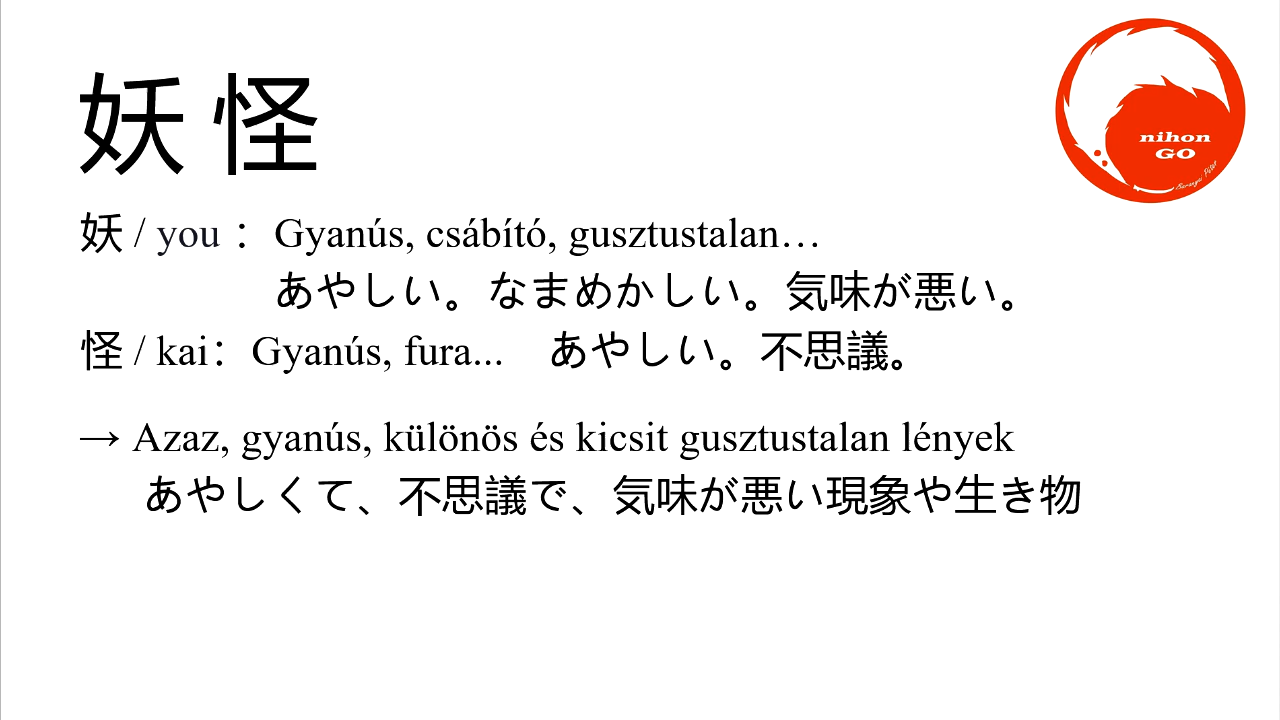 妖怪
nihon
GO
妖 / you ： Gyanús, csábító, gusztustalan…
あやしい。なまめかしい。気味が悪い。
怪 / kai： Gyanús, fura... あやしい。不思議。
→ Azaz, gyanús, különös és kicsit gusztustalan lények
あやしくて、不思議で、気味が悪い現象や生き物